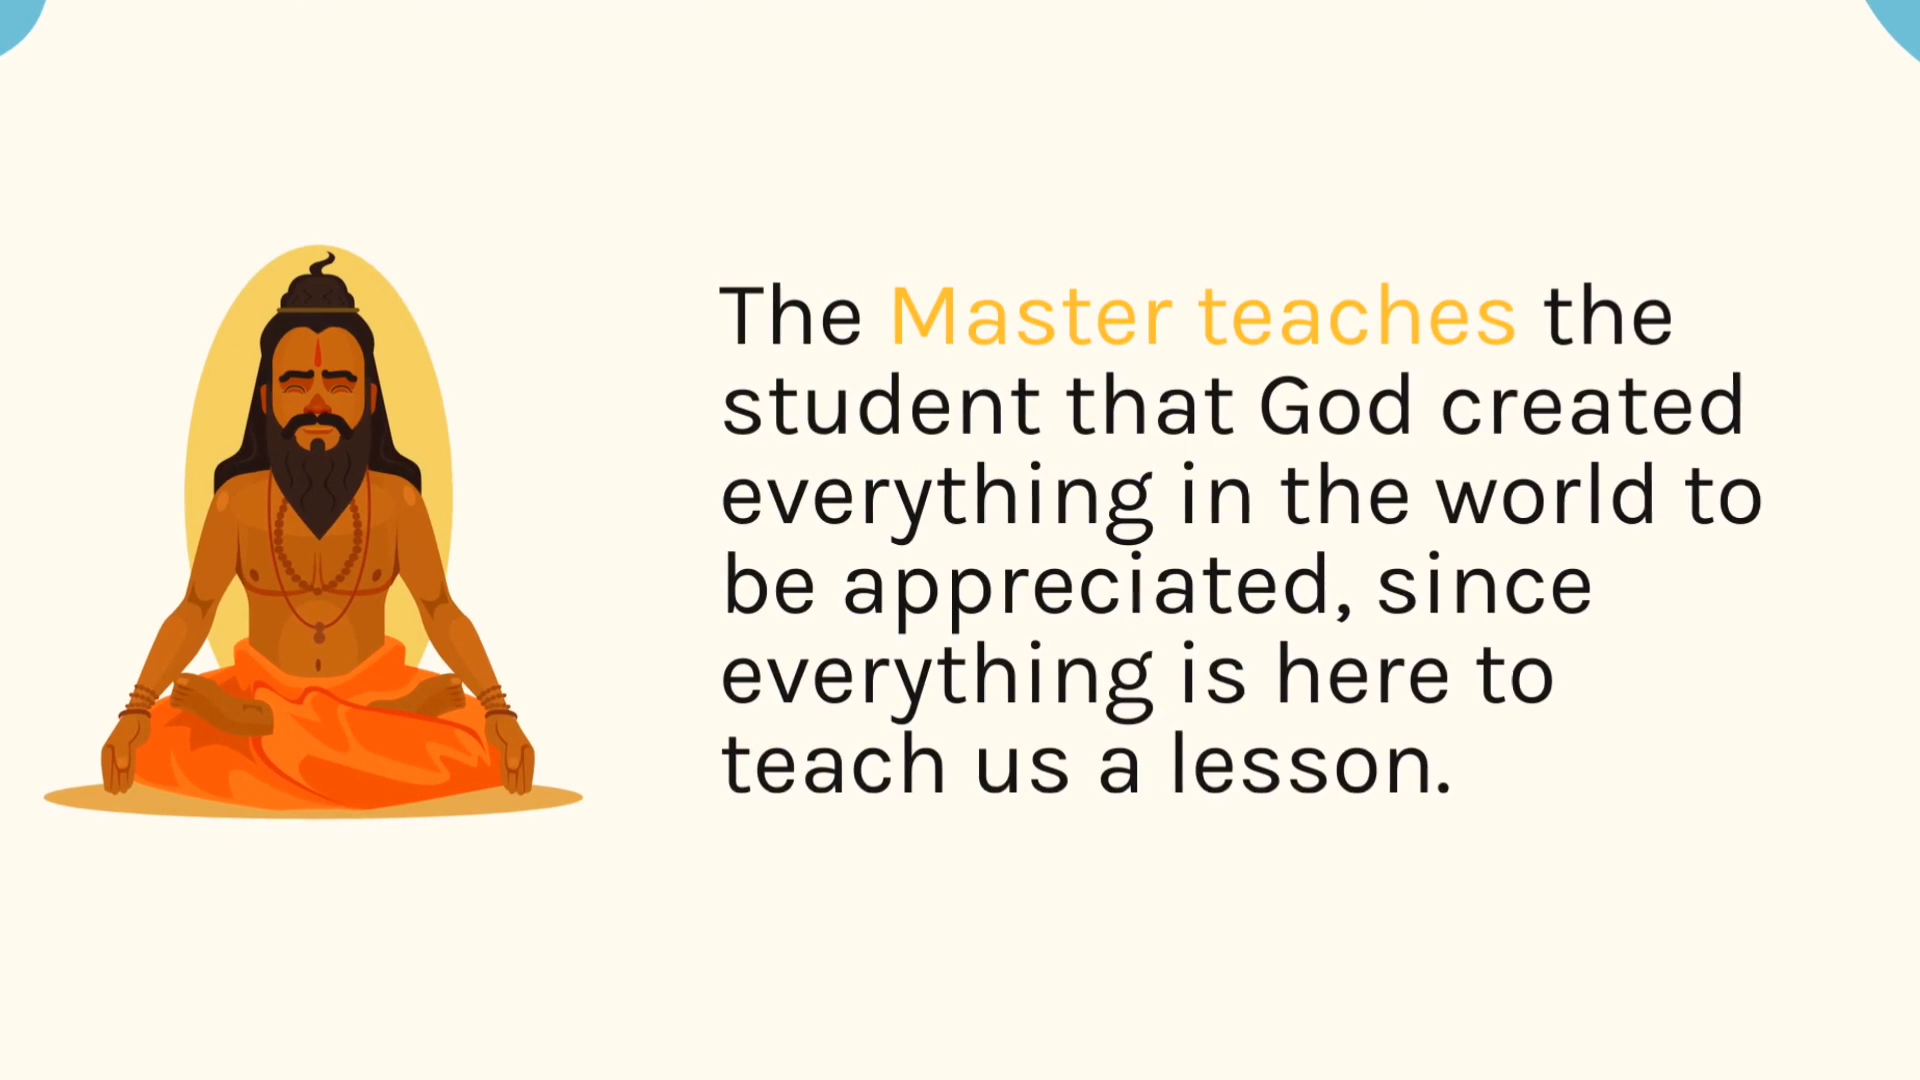 The Master teaches the
student that God created
everything in the world to
be appreciated, since
everything is here to
teach us a lesson.